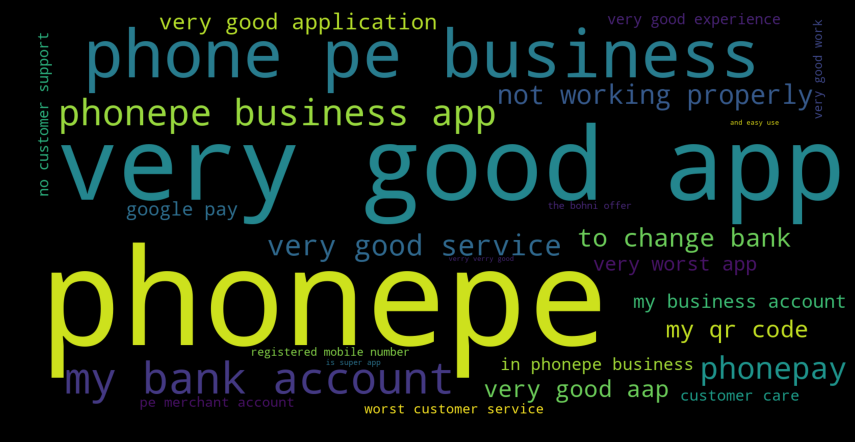 very good application
very good experience
no customer support
phone pe business
very good work
not working properly
phonepe business app
and easy use
very good app
google pay
the bohni offer
to change bank
very good service
verry verry good
very worst app
phonepe
my business account
my qr code
registered mobile number
is super app
in phonepe business
phonepay
my bank account
very good aap
customer care
pe merchant account
worst customer service